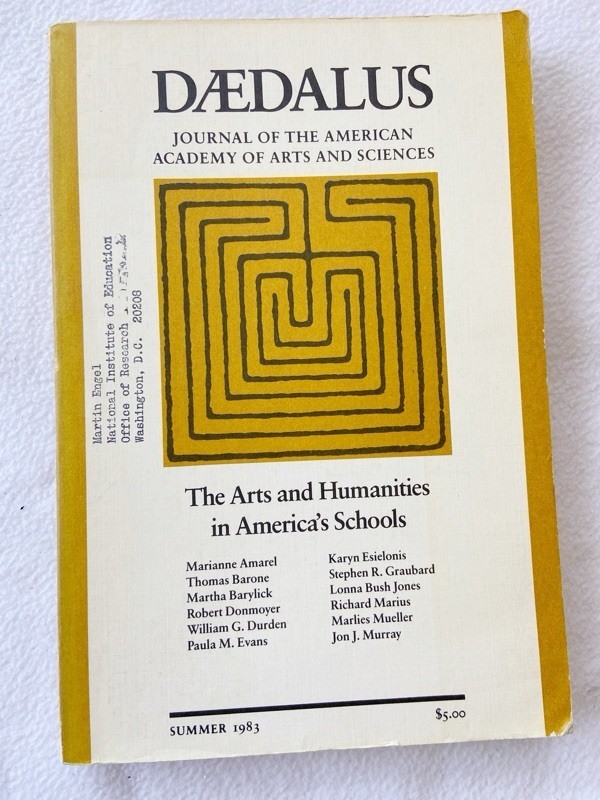 DÆDALUS
JOURNAL OF THE AMERICAN
ACADEMY OF ARTS AND SCIENCES
Martin Engel
National Institute of Education
Office of Research
Washington, D.C. 20208
The Arts and Humanities
in America's Schools
Marianne Amarel
Thomas Barone
Martha Barylick
Robert Donmoyer
William G. Durden
Paula M. Evans
Karyn Esielonis
Stephen R. Graubard
Lonna Bush Jones
Richard Marius
Marlies Mueller
Jon J. Murray
SUMMER 1983
$5.00